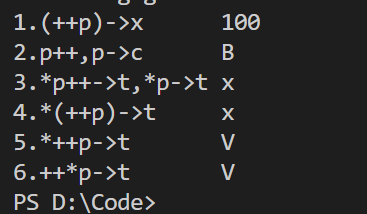 1.(++p)->x 100
2.p++,p->c B
3.*p++->t,*p->t x
4.*(++p)->t x
5.*++p->t V
6.++*p->t V
PS D:\Code>